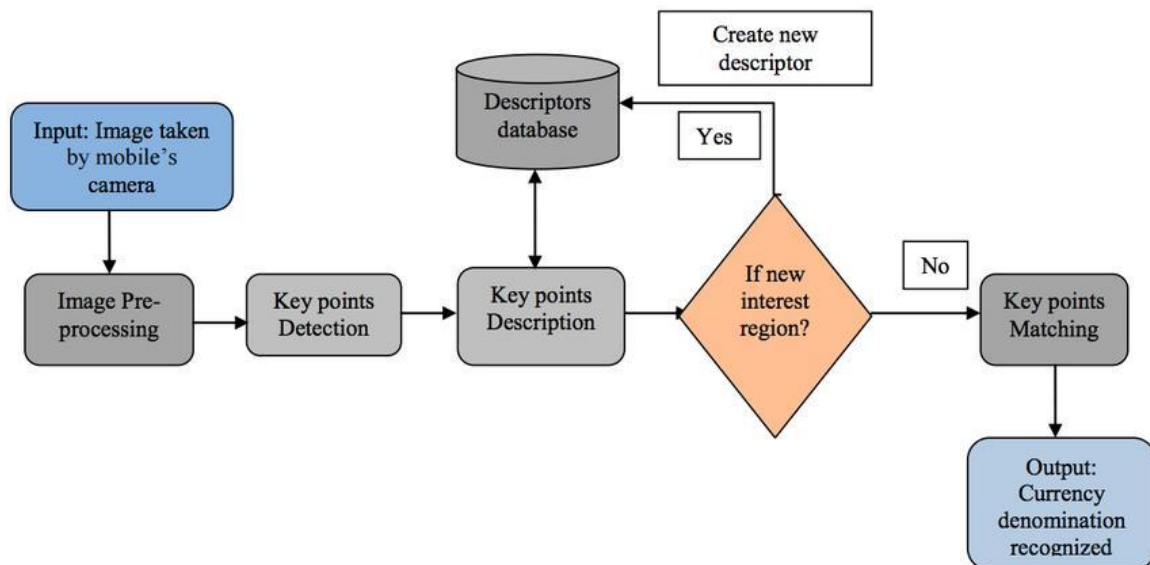 Create new
descriptor
Descriptors
database
Yes
Input: Image taken
by mobile's
camera
Image Pre-
processing
Key points
Detection
Key points
Description
If new
interest
region?
No
Key points
Matching
Output:
Currency
denomination
recognized